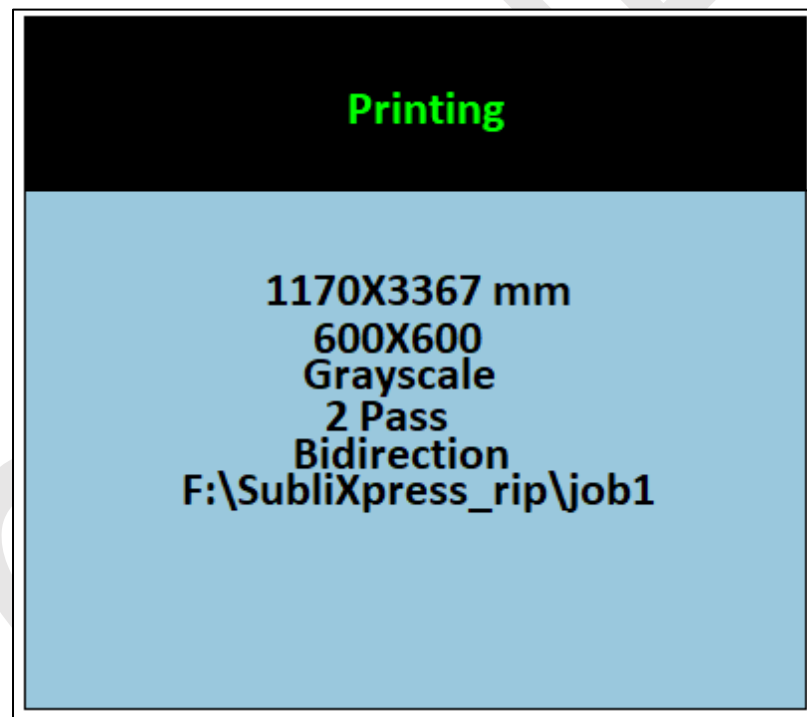 Printing
1170X3367 mm
600X600
Grayscale
2 Pass
Bidirection
F:\SubliXpress_rip\job1